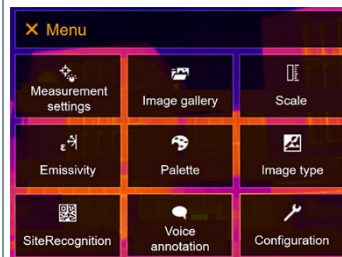 × Menu
Measurement
settings
Image gallery
Scale
ε
Emissivity
Palette
Image type
SiteRecognition
Voice
annotation
Configuration